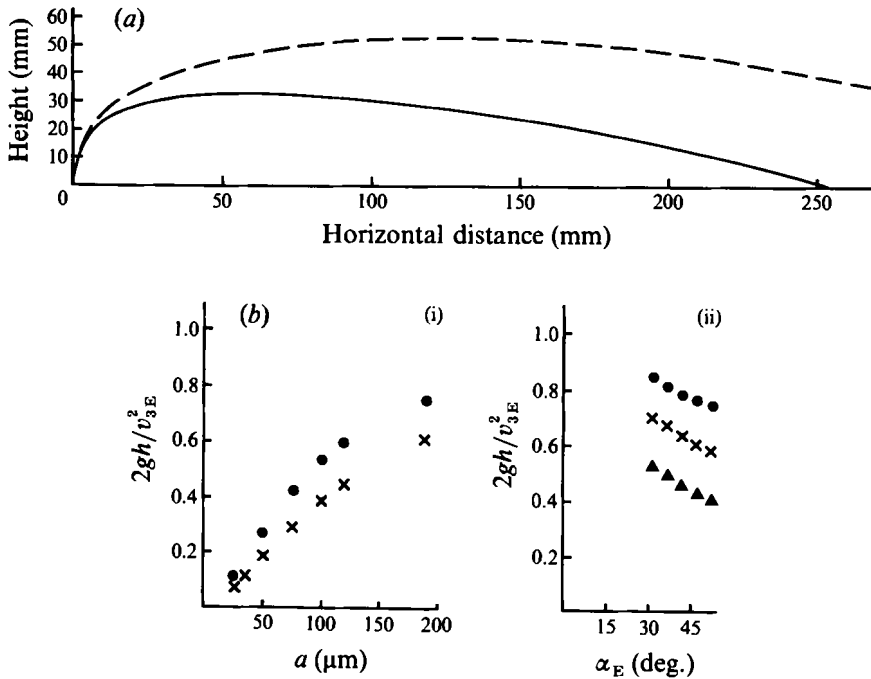 (a)
Height (mm)
60
50
40
30
20
10
0
50
100
150
200
250
Horizontal distance (mm)
(b)
(i)
2gh/v²₃E
1.0
0.8
0.6
0.4
0.2
50
100
150
200
a (μm)
(ii)
2gh/v²₃E
1.0
0.8
0.6
0.4
0.2
15
30
45
αE (deg.)